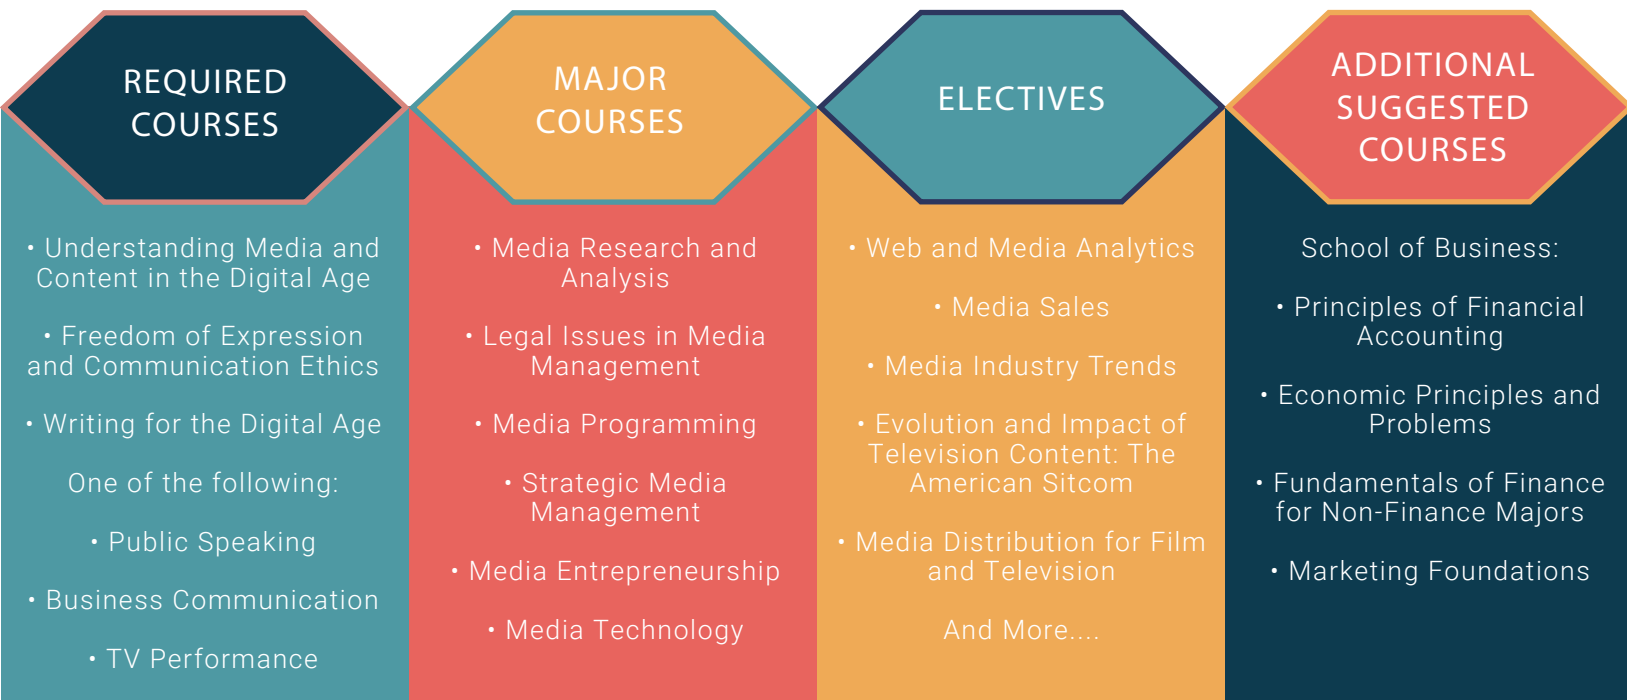 REQUIRED
COURSES
• Understanding Media and
Content in the Digital Age
• Freedom of Expression
and Communication Ethics
• Writing for the Digital Age
One of the following:
• Public Speaking
• Business Communication
• TV Performance
MAJOR
COURSES
• Media Research and
Analysis
• Legal Issues in Media
Management
• Media Programming
• Strategic Media
Management
• Media Entrepreneurship
• Media Technology
ELECTIVES
• Web and Media Analytics
• Media Sales
• Media Industry Trends
• Evolution and Impact of
Television Content: The
American Sitcom
• Media Distribution for Film
and Television
And More....
ADDITIONAL
SUGGESTED
COURSES
School of Business:
• Principles of Financial
Accounting
• Economic Principles and
Problems
• Fundamentals of Finance
for Non-Finance Majors
• Marketing Foundations